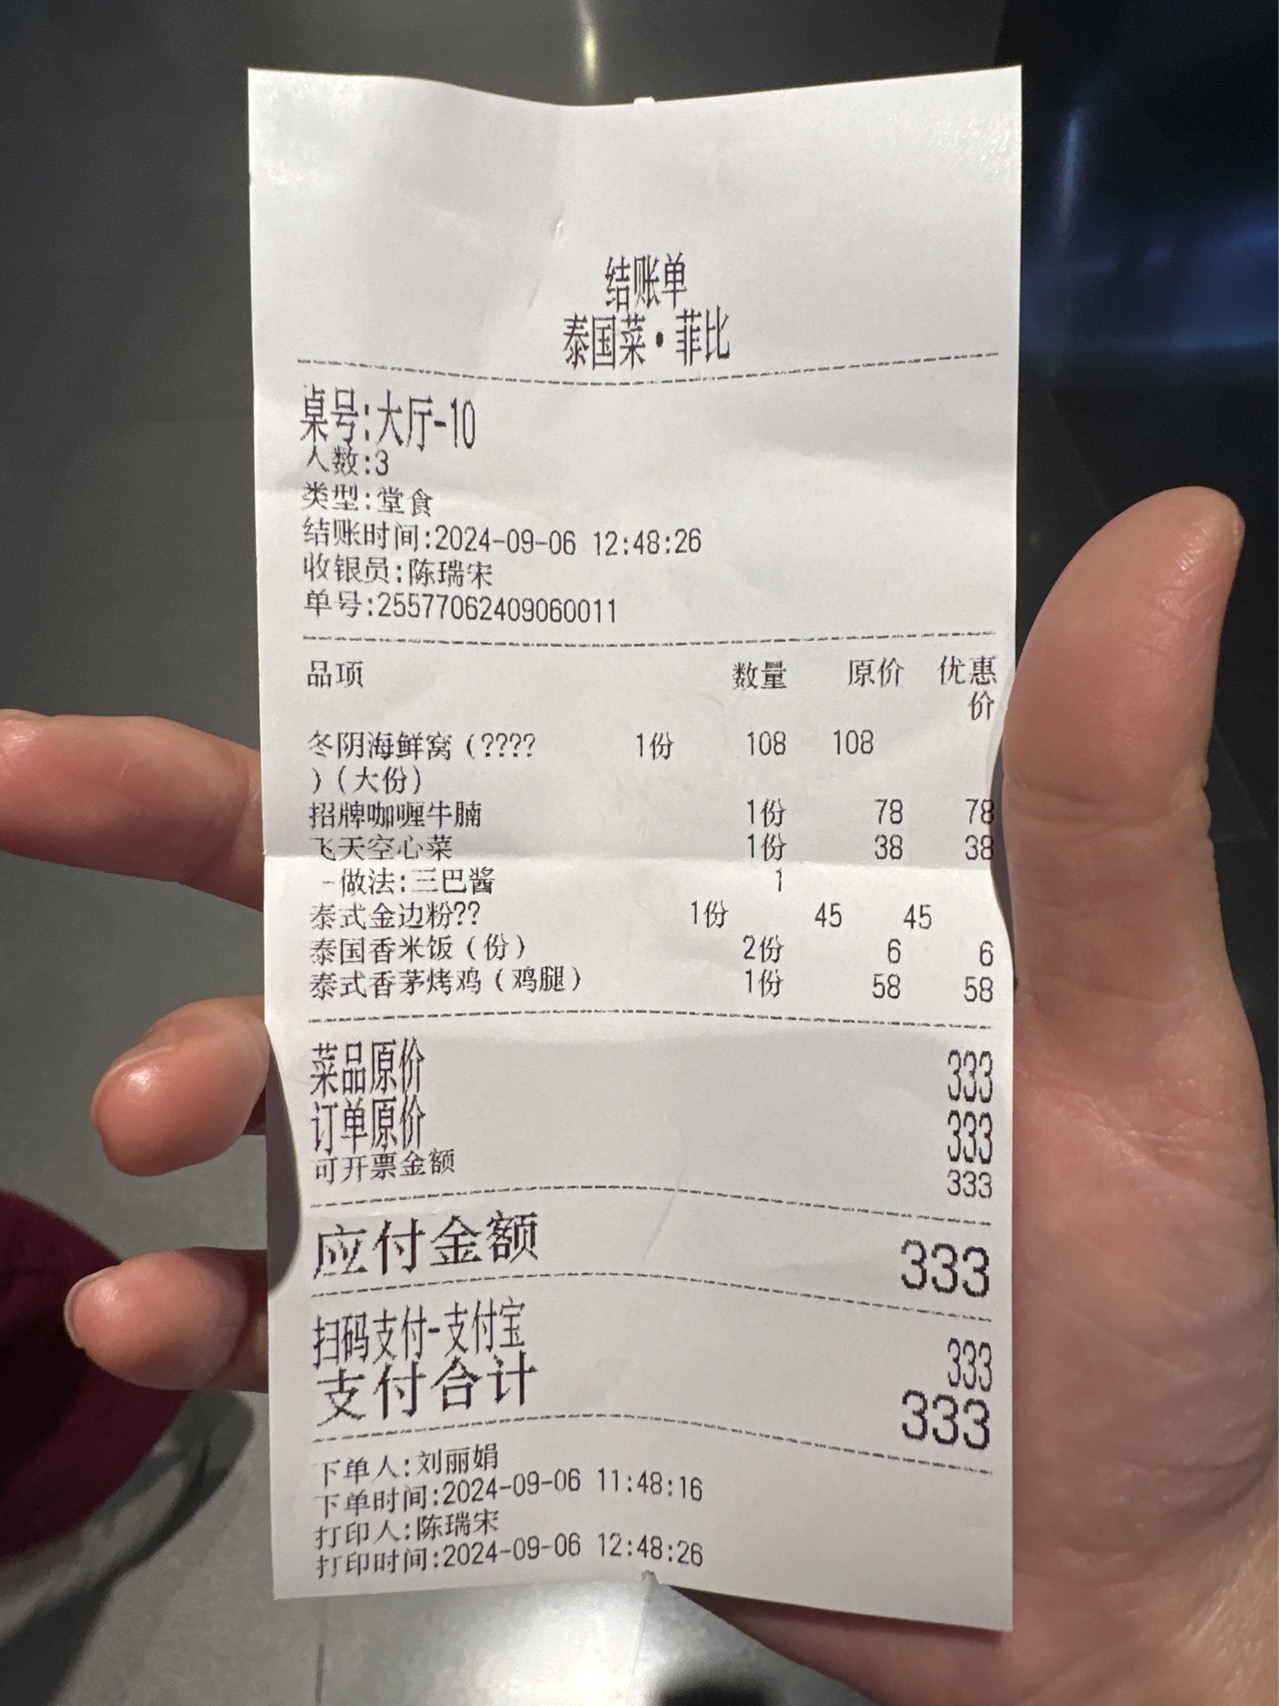 结账单
泰国菜•菲比
桌号:大厅-10
人数:3
类型:堂食
结账时间:2024-09-06 12:48:26
收银员:陈瑞宋
单号:25577062409060011
品项 数量 原价 优惠
价
冬阴海鲜窝(???? 1份 108 108
)(大份)
招牌咖喱牛腩 1份 78 78
飞天空心菜 1份 38 38
-做法:三巴酱 1
泰式金边粉?? 1份 45 45
泰国香米饭(份) 2份 6 6
泰式香茅烤鸡(鸡腿) 1份 58 58
菜品原价 333
订单原价 333
可开票金额 333
应付金额 333
扫码支付-支付宝 333
支付合计 333
下单人:刘丽娟
下单时间:2024-09-06 11:48:16
打印人:陈瑞宋
打印时间:2024-09-06 12:48:26